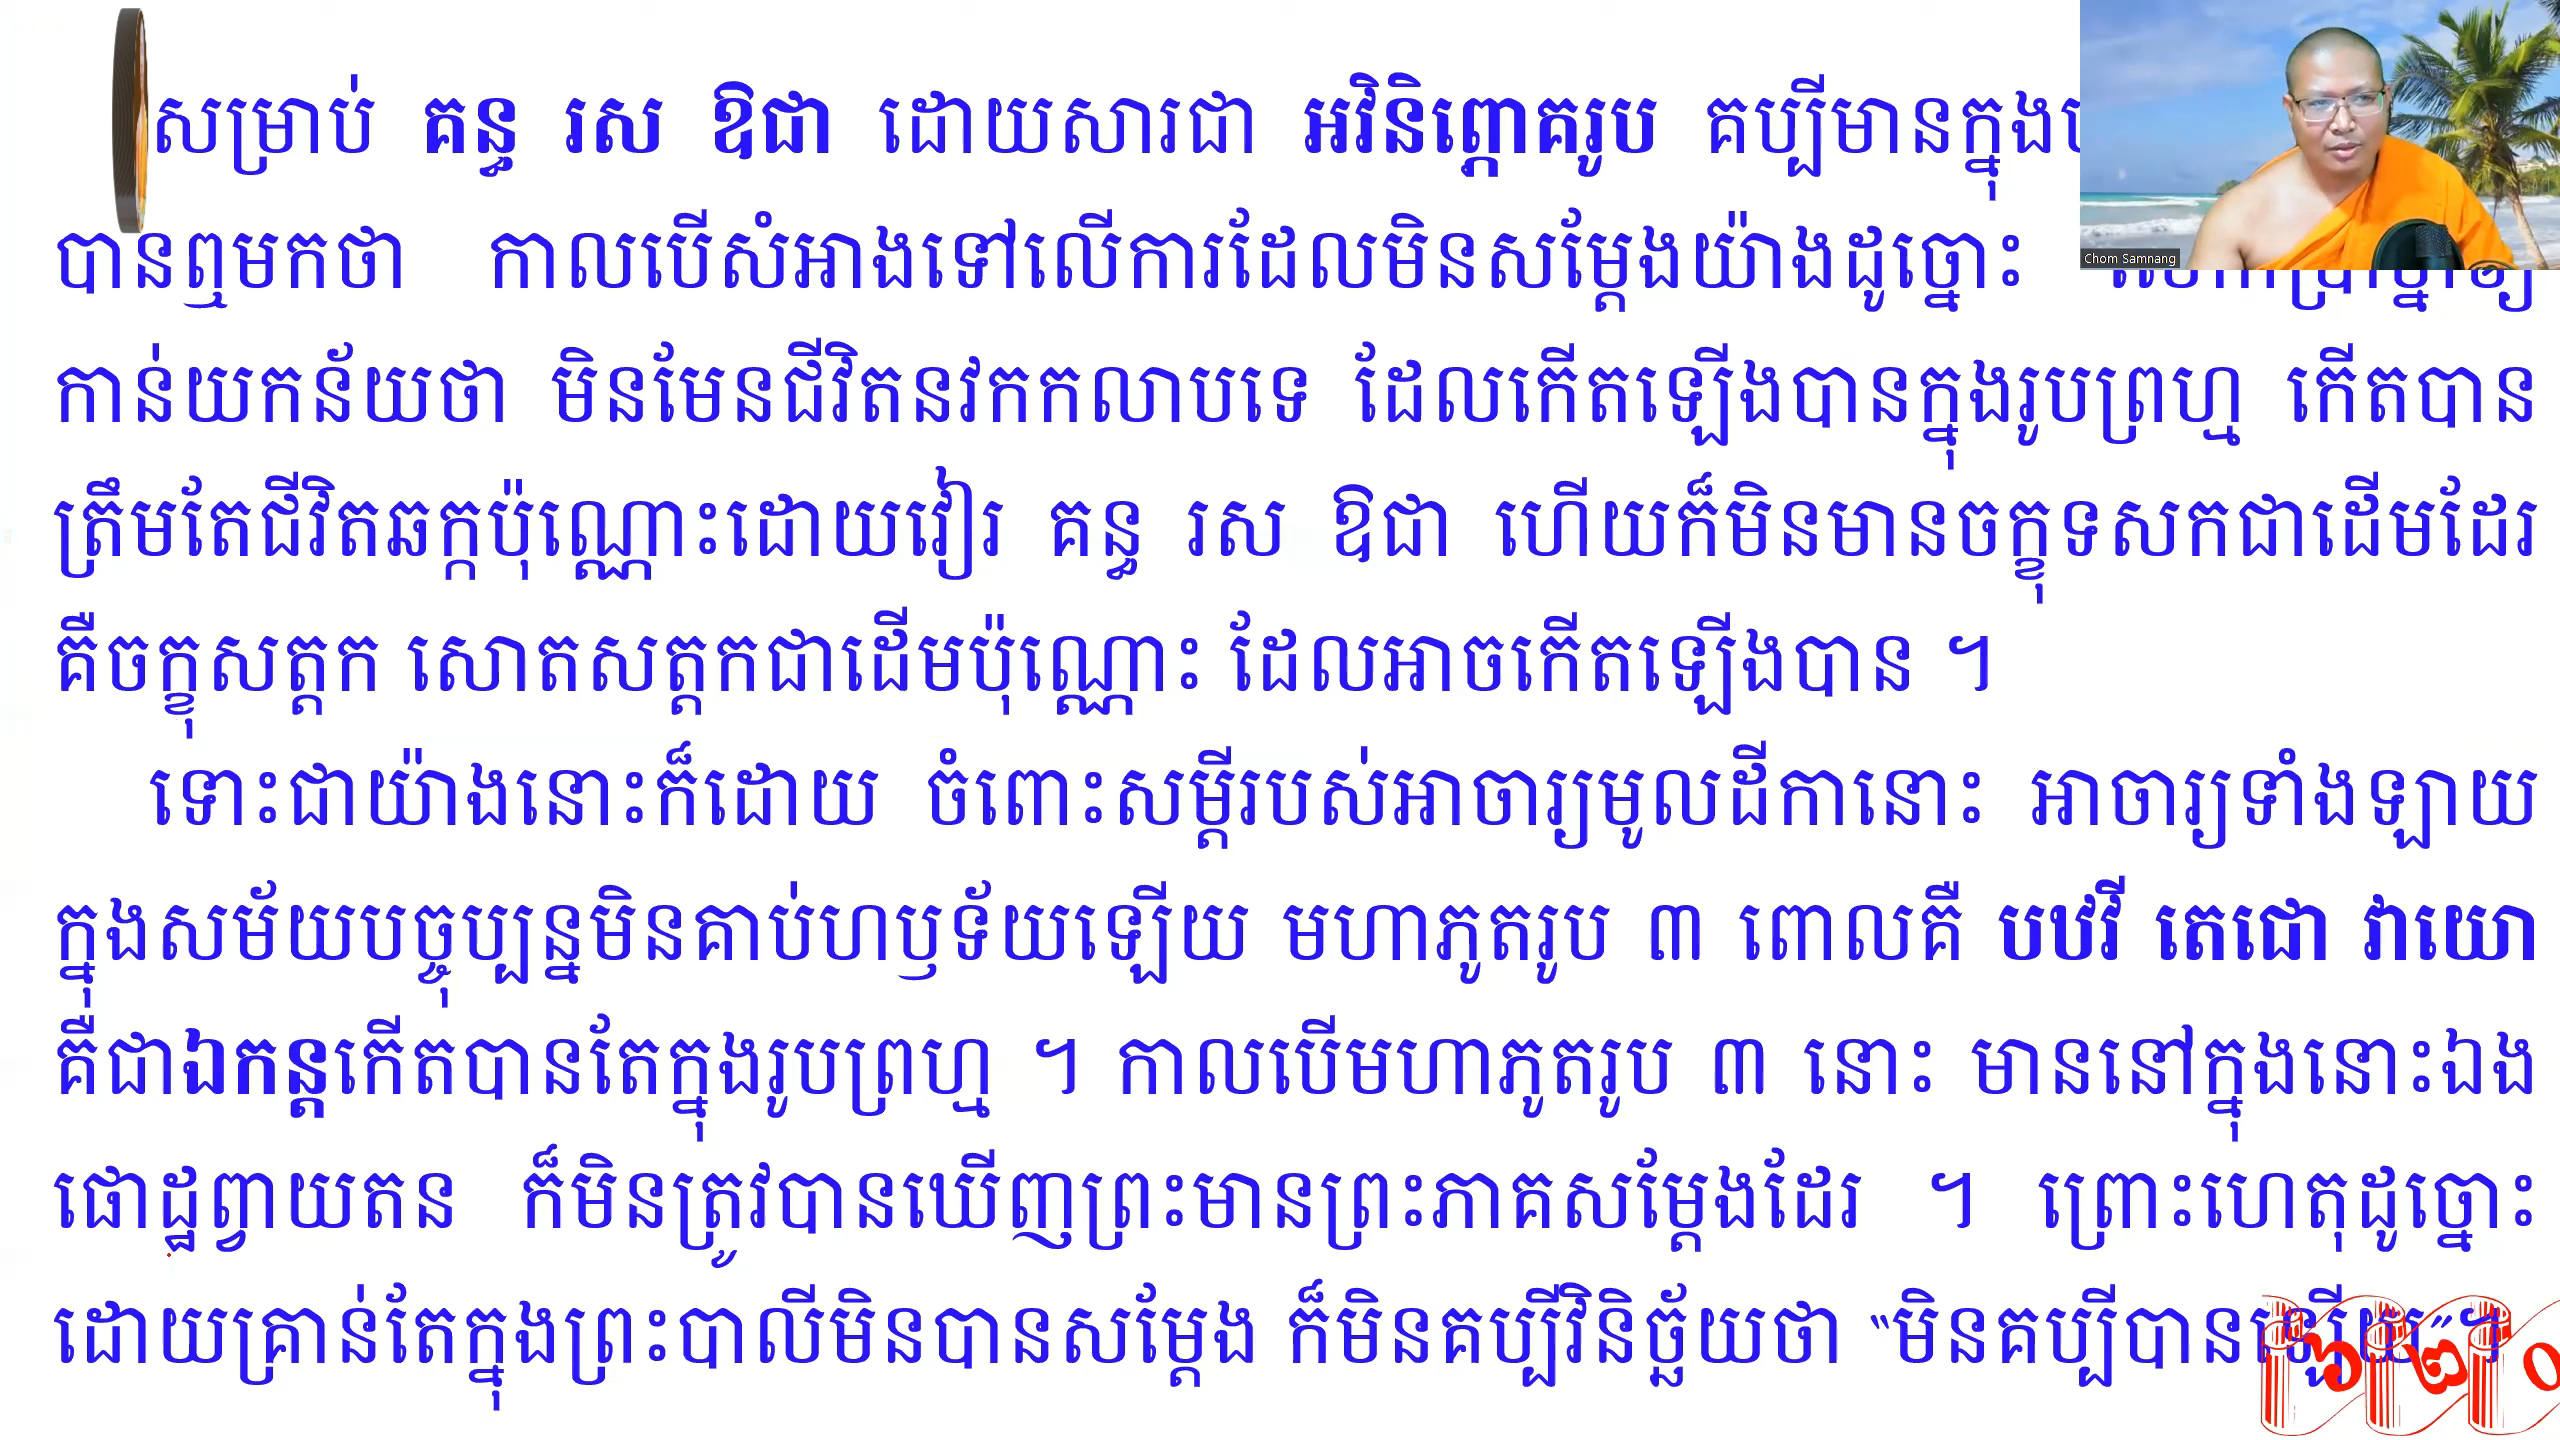 សម្រាប់ គន្ធ រស ឱជា ដោយសារជា អវិនិព្ភោគរូប គប្បីមានក្នុង
Chom Samnang
បានឮមកថា កាលបើសំអាងទៅលើការដែលមិនសម្ដែងយ៉ាងដូច្នោះ
កាន់យកន័យថា មិនមែនជីវិតនវកកលាបទេ ដែលកើតឡើងបានក្នុងរូបព្រហ្ម កើតបាន
ត្រឹមតែជីវិតឆក្កប៉ុណ្ណោះដោយវៀរ គន្ធ រស ឱជា ហើយក៏មិនមានចក្ខុទសកជាដើមដែរ
គឺចក្ខុសត្តក សោតសត្តកជាដើមប៉ុណ្ណោះ ដែលអាចកើតឡើងបាន ។
ទោះជាយ៉ាងនោះក៏ដោយ ចំពោះសម្ដីរបស់អាចារ្យមូលដីកានោះ អាចារ្យទាំងឡាយ
ក្នុងសម័យបច្ចុប្បន្នមិនគាប់ហឫទ័យឡើយ មហាភូតរូប ៣ ពោលគឺ បឋវី តេជោ វាយោ
គឺជាឯកន្តកើតបានតែក្នុងរូបព្រហ្ម ។ កាលបើមហាភូតរូប ៣ នោះ មាននៅក្នុងនោះឯង
ផោដ្ឋព្វាយតន ក៏មិនត្រូវបានឃើញព្រះមានព្រះភាគសម្ដែងដែរ ។ ព្រោះហេតុដូច្នោះ
ដោយគ្រាន់តែក្នុងព្រះបាលីមិនបានសម្ដែង ក៏មិនគប្បីវិនិច្ឆ័យថា “មិនគប្បីបានឡើយ”